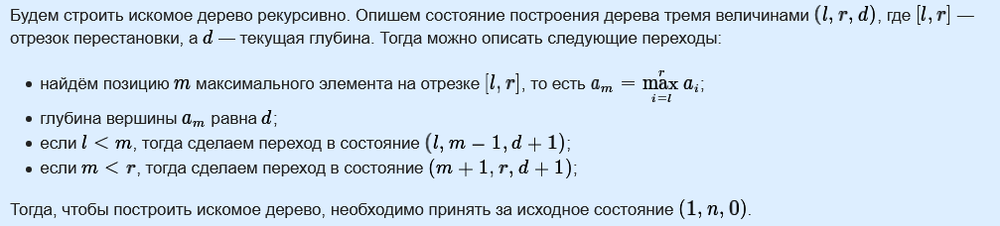 Будем строить искомое дерево рекурсивно. Опишем состояние построения дерева тремя величинами (l, r, d), где [l, r] —
отрезок перестановки, а d — текущая глубина. Тогда можно описать следующие переходы:
• найдём позицию m максимального элемента на отрезке [l, r], то есть a_m = max_{i=l}^{r} a_i;
• глубина вершины a_m равна d;
• если l < m, тогда сделаем переход в состояние (l, m − 1, d + 1);
• если m < r, тогда сделаем переход в состояние (m + 1, r, d + 1);
Тогда, чтобы построить искомое дерево, необходимо принять за исходное состояние (1, n, 0).